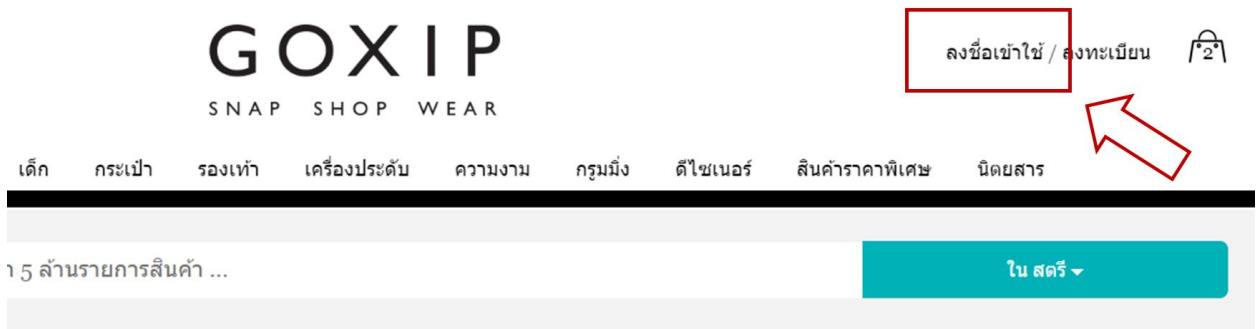 GOXIP
SNAP SHOP WEAR
ลงชื่อเข้าใช้ / ลงทะเบียน
2
เด็ก กระเป๋า รองเท้า เครื่องประดับ ความงาม กรูมมิ่ง ดีไซเนอร์ สินค้าราคาพิเศษ นิตยสาร
5 ล้านรายการสินค้า ...
ใน สตรี